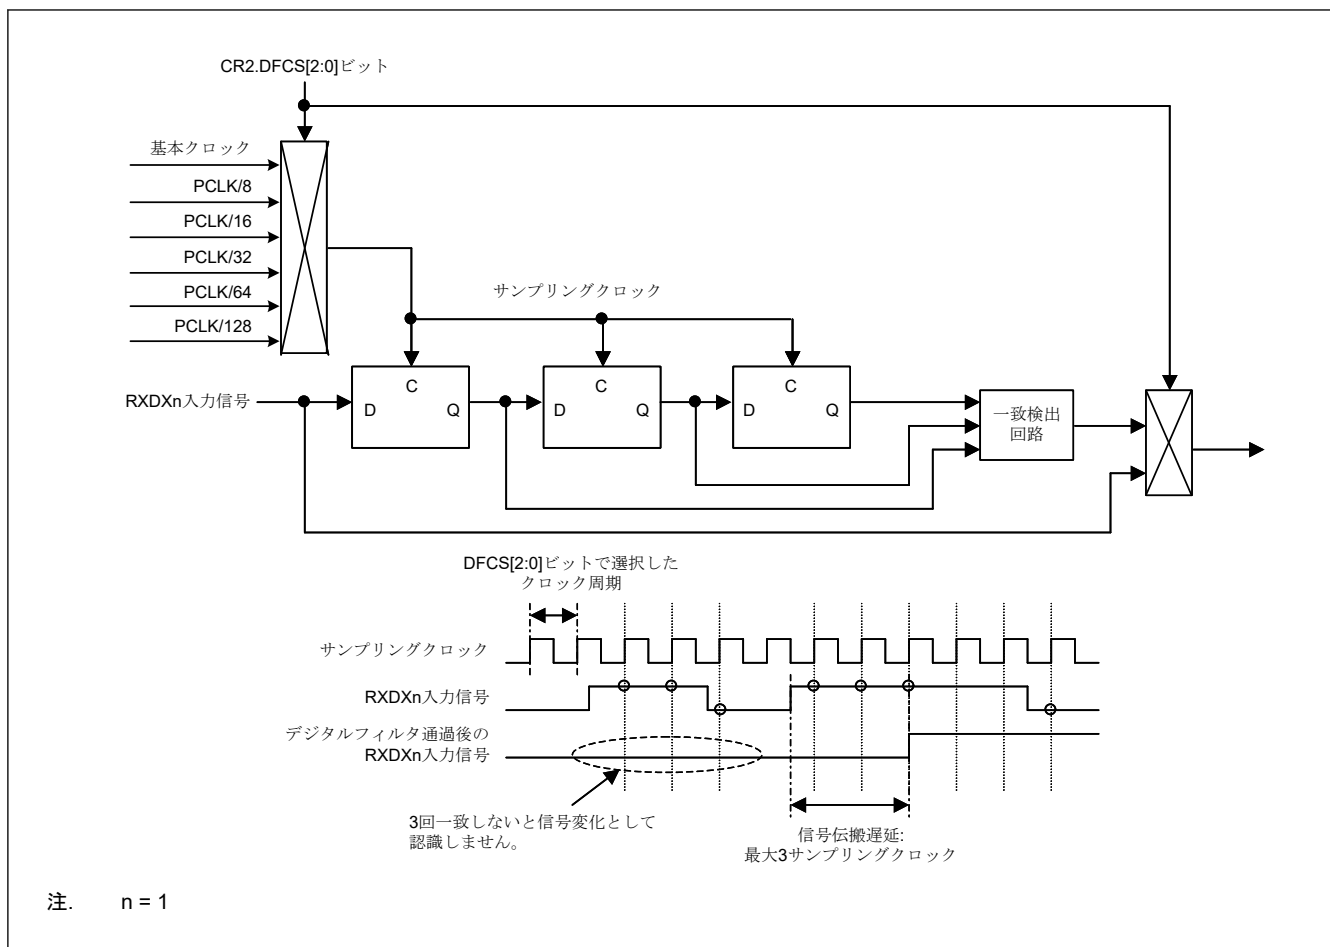 CR2.DFCS[2:0]ビット
基本クロック
PCLK/8
PCLK/16
PCLK/32
PCLK/64
PCLK/128
サンプリングクロック
RXDXn入力信号
C
D
Q
C
D
Q
C
D
Q
一致検出
回路
DFCS[2:0]ビットで選択した
クロック周期
サンプリングクロック
RXDXn入力信号
デジタルフィルタ通過後の
RXDXn入力信号
3回一致しないと信号変化として
認識しません。
信号伝搬遅延:
最大3サンプリングクロック
注. n = 1